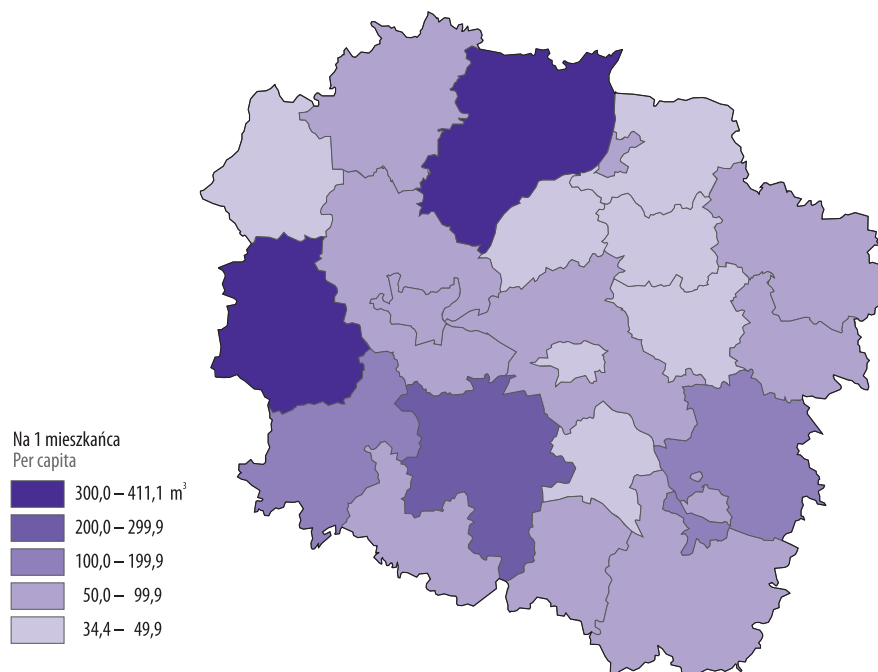 Na 1 mieszkańca
Per capita
300,0 – 411,1 m³
200,0 – 299,9
100,0 – 199,9
50,0 – 99,9
34,4 – 49,9